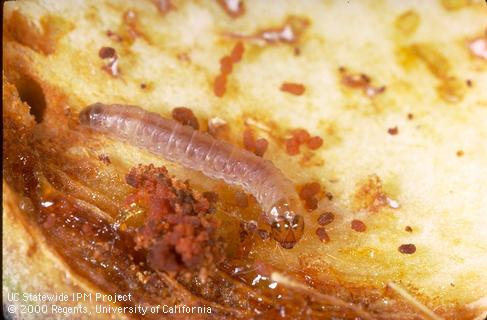 UC Statewide IPM Project
© 2000 Regents, University of California